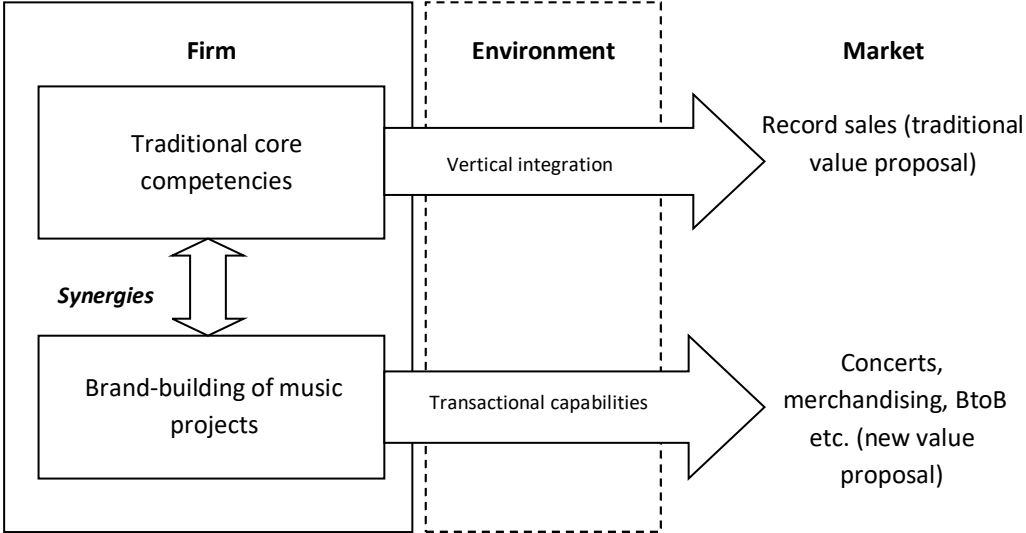 Firm
Environment
Market
Traditional core
competencies
Vertical integration
Record sales (traditional
value proposal)
Synergies
Brand-building of music
projects
Transactional capabilities
Concerts,
merchandising, BtoB
etc. (new value
proposal)